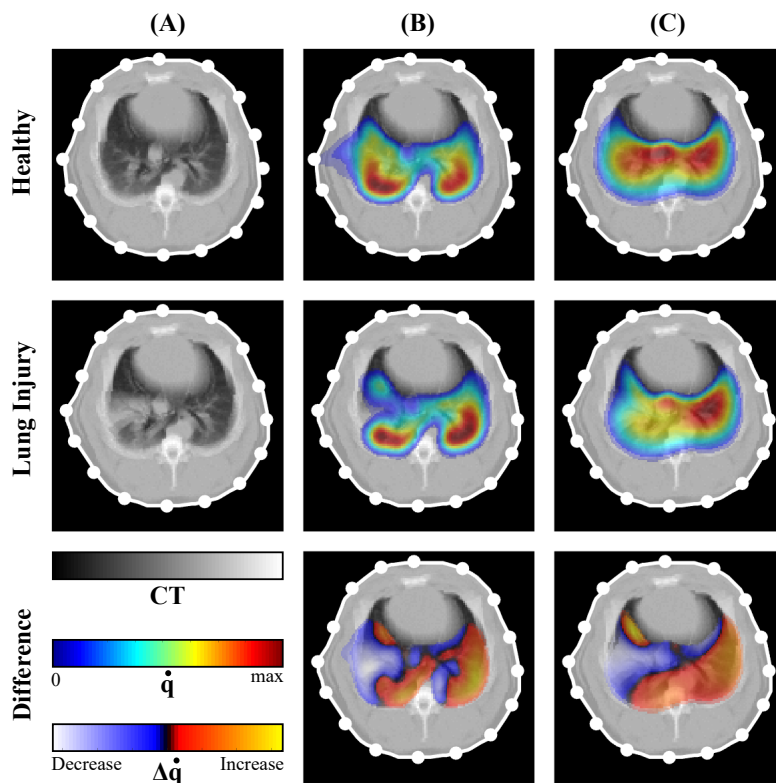 (A) (B) (C)
Healthy
Lung Injury
Difference
CT
0 q̇ max
Decrease Δq̇ Increase